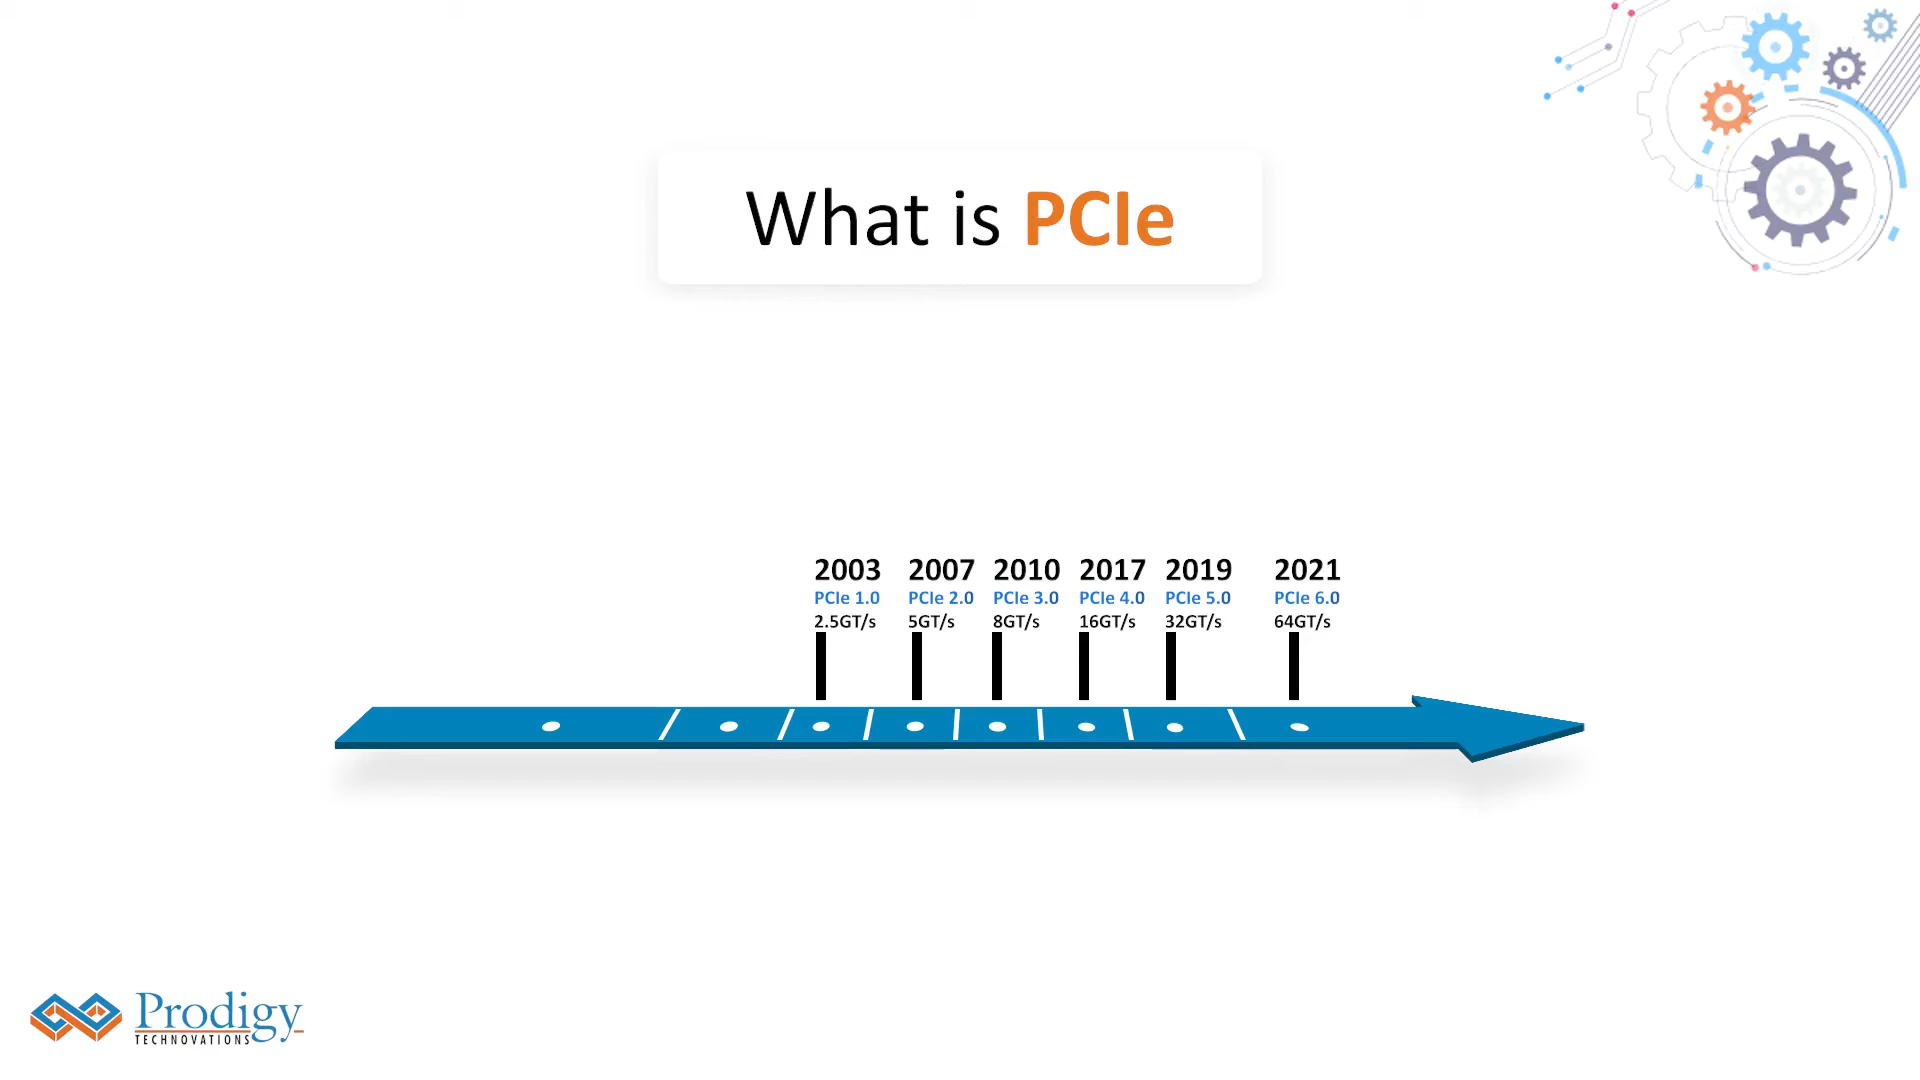 What is PCIe
2003 2007 2010 2017 2019 2021
PCIe 1.0 PCIe 2.0 PCIe 3.0 PCIe 4.0 PCIe 5.0 PCIe 6.0
2.5GT/s 5GT/s 8GT/s 16GT/s 32GT/s 64GT/s
Prodigy
TECHNOVATIONS